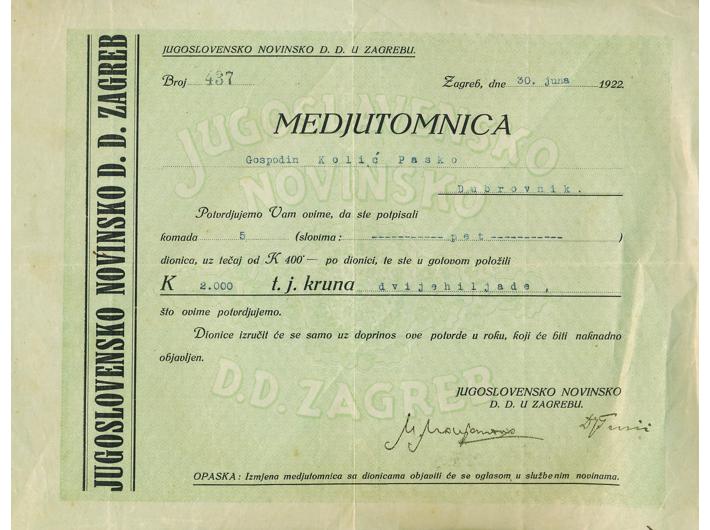 JUGOSLOVENSKO NOVINSKO D. D. ZAGREB
JUGOSLOVENSKO NOVINSKO D. D. U ZAGREBU.
Broj 437
Zagreb, dne 30. juna 1922.
MEDJUTOMNICA
Gospodin Kolić Pasko
Dubrovnik.
Potvrdjujemo Vam ovime, da ste potpisali
komada 5 (slovima: ----------- pet ----------- )
dionica, uz tečaj od K 400·— po dionici, te ste u gotovom položili
K 2.000 t. j. kruna dvijehiljade,
što ovime potvrdjujemo.
Dionice izručit će se samo uz doprinos ove potvrde u roku, koji će biti naknadno
objavljen.
JUGOSLOVENSKO NOVINSKO
D. D. U ZAGREBU.
OPASKA: Izmjena medjutomnica sa dionicama objaviti će se oglasom u službenim novinama.
JUGOSLOVENSKO
NOVINSKO
D.D. ZAGREB